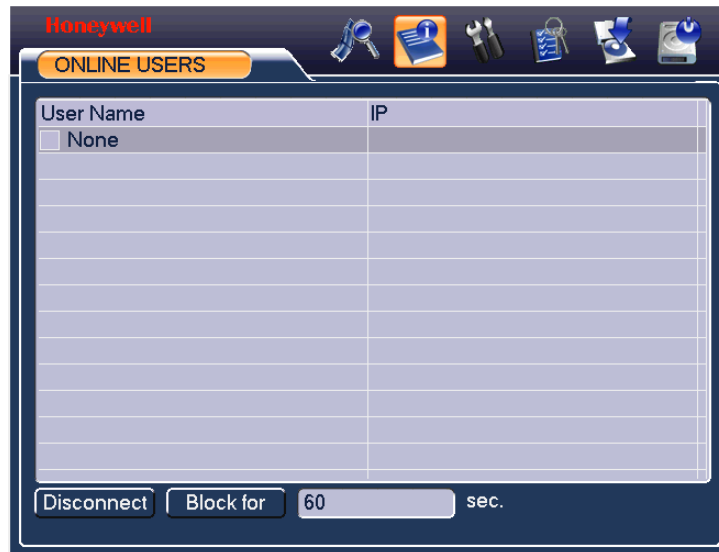 Honeywell
ONLINE USERS
User Name IP
None
Disconnect Block for 60 sec.